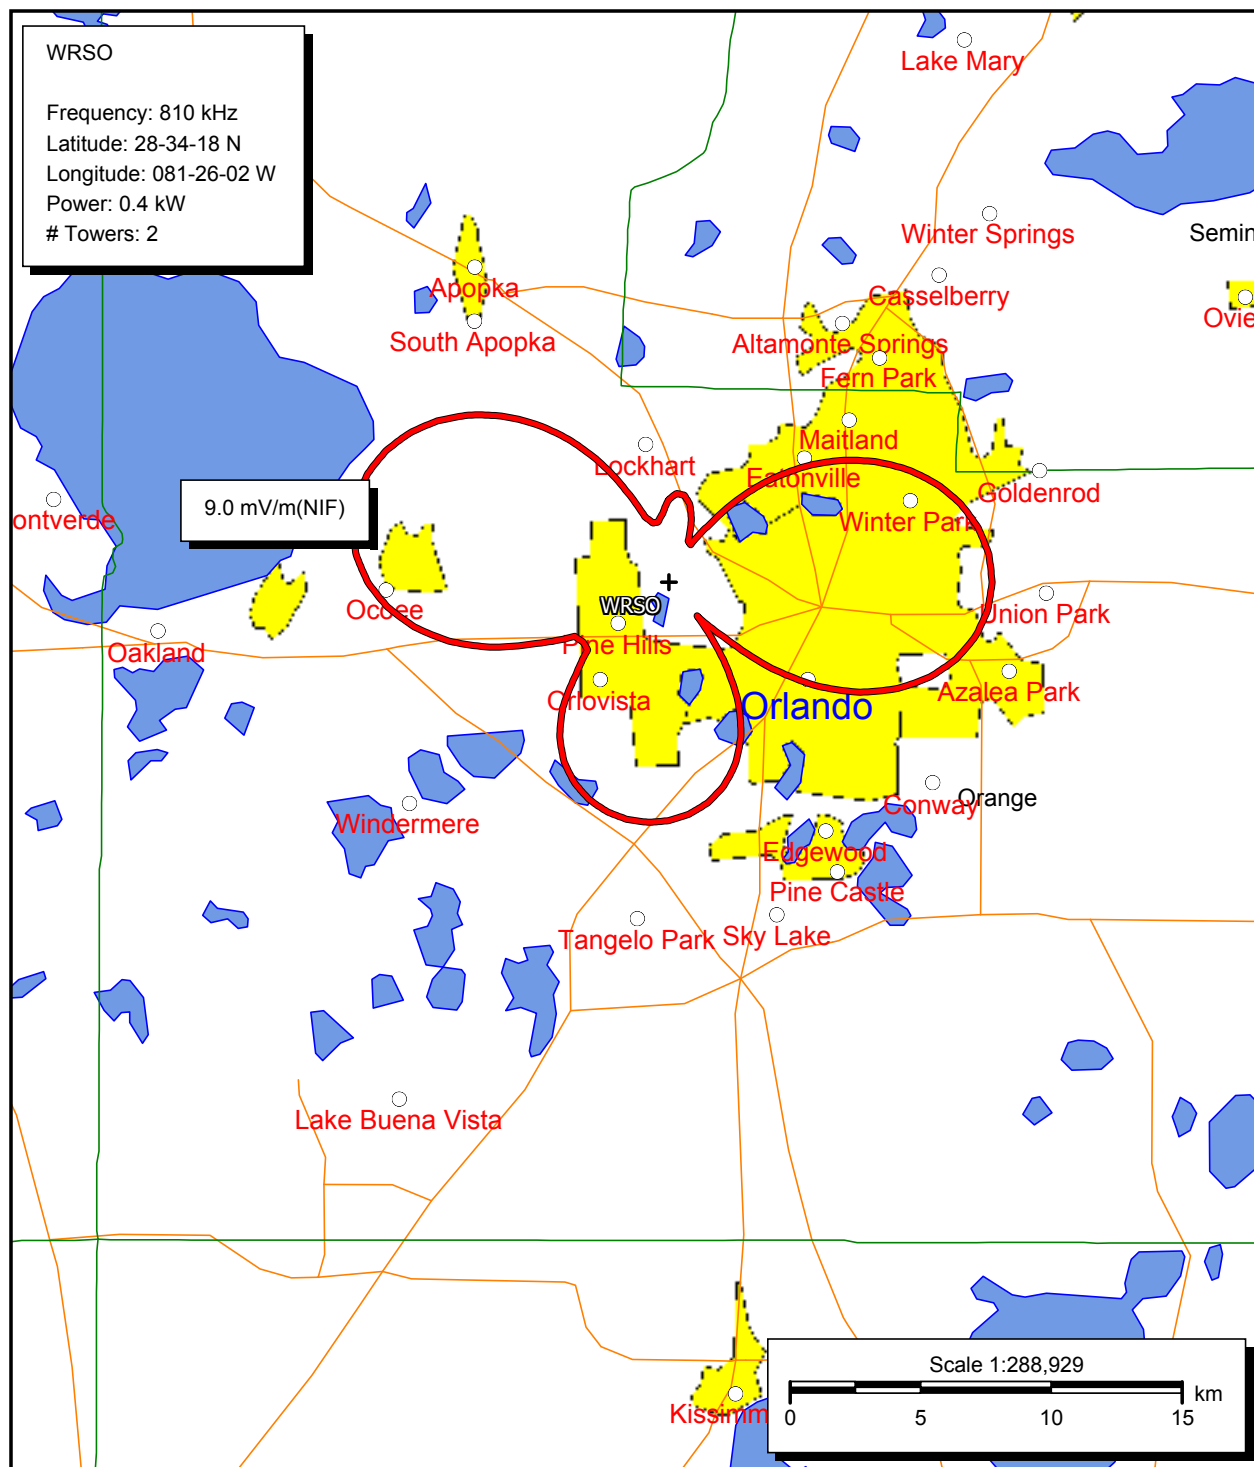 WRSO
Frequency: 810 kHz
Latitude: 28-34-18 N
Longitude: 081-26-02 W
Power: 0.4 kW
# Towers: 2
Lake Mary
Winter Springs
Semin
Apopka
Casselberry
Ovie
South Apopka
Altamonte Springs
Fern Park
Maitland
Lockhart
Eatonville
Goldenrod
9.0 mV/m(NIF)
ontverde
Winter Park
Ocoee
WRSO
Union Park
Oakland
Pine Hills
Orlovista
Orlando
Azalea Park
Windermere
Conway
Orange
Edgewood
Pine Castle
Tangelo Park
Sky Lake
Lake Buena Vista
Kissimm
Scale 1:288,929
km
0 5 10 15